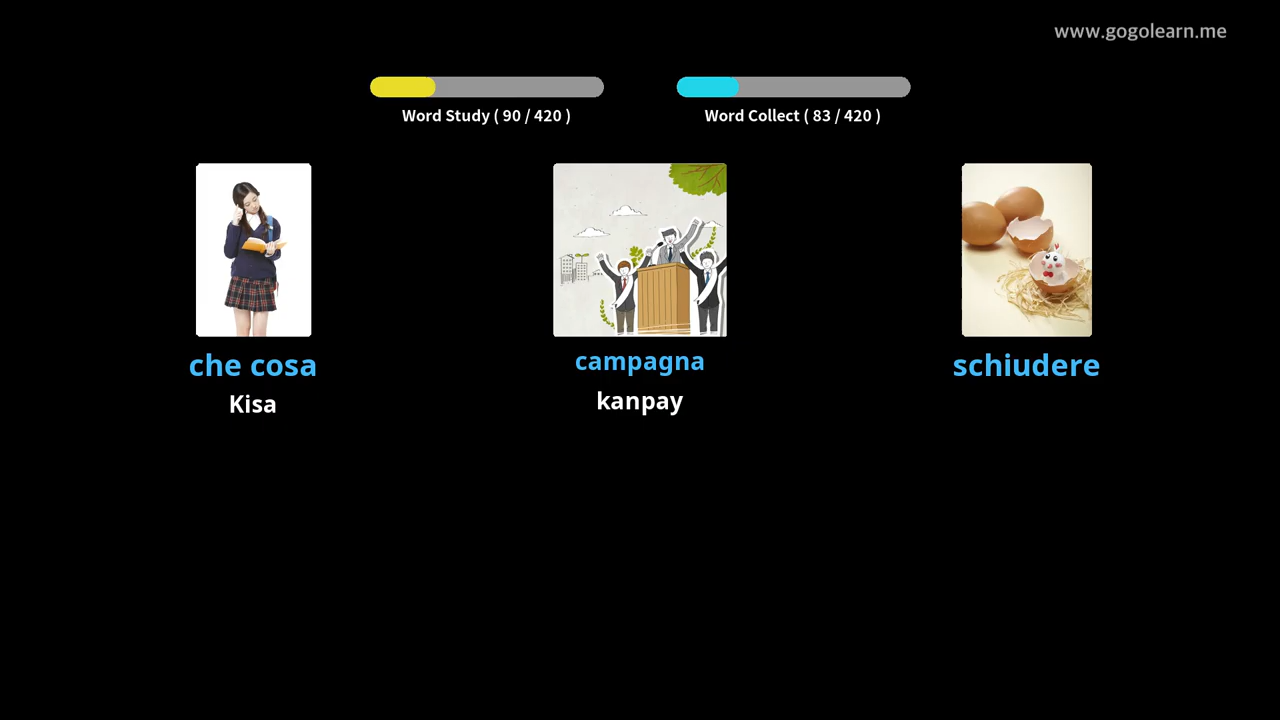 www.gogolearn.me
Word Study ( 90 / 420 )
Word Collect ( 83 / 420 )
che cosa
campagna
schiudere
Kisa
kanpay